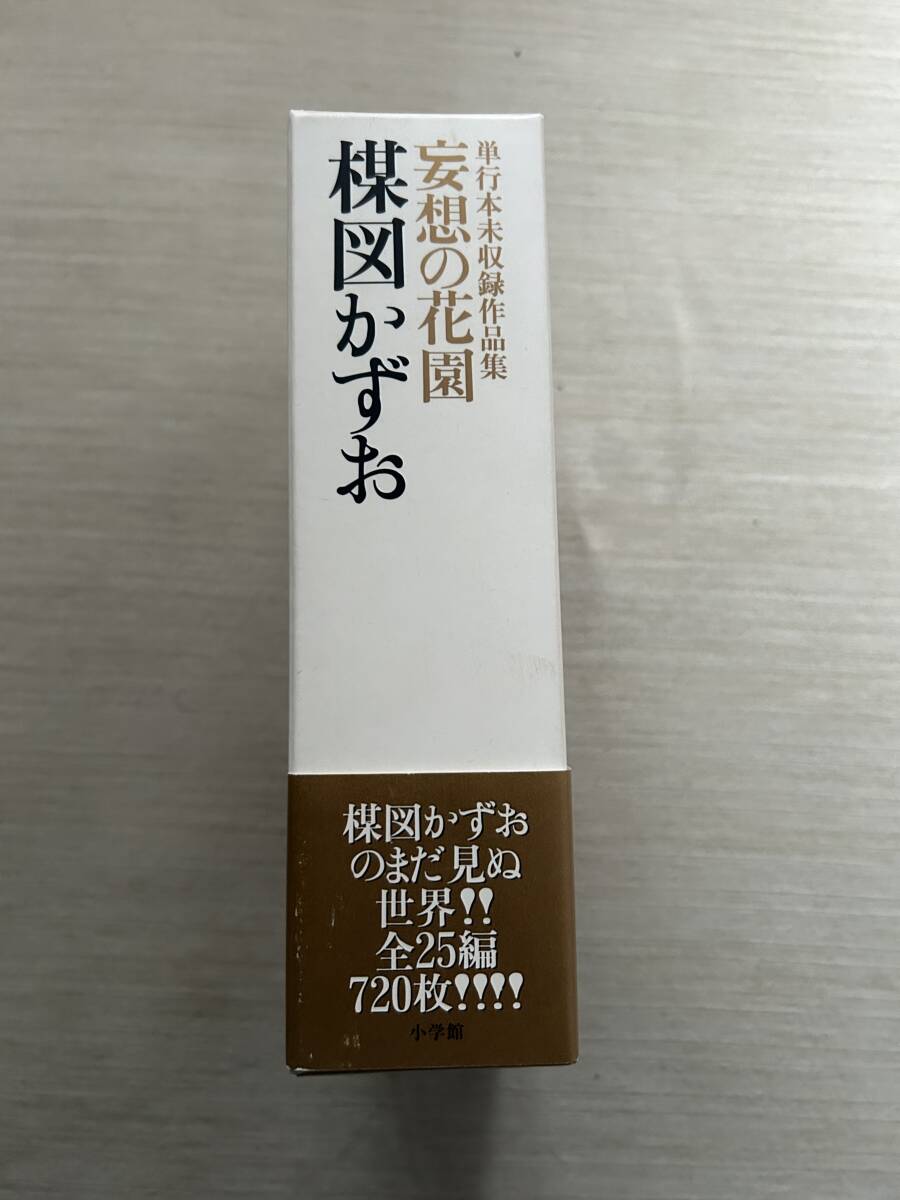 単行本未収録作品集
妄想の花園
楳図かずお
楳図かずお
のまだ見ぬ
世界!!
全25編
720枚!!!!
小学館